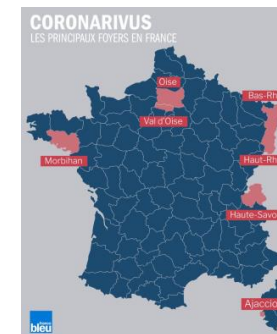 CORONARIVUS
LES PRINCIPAUX FOYERS EN FRANCE
Oise
Bas-Rh
Val d'Oise
Morbihan
Haut-Rh
Haute-Savo
Ajaccio
bleu